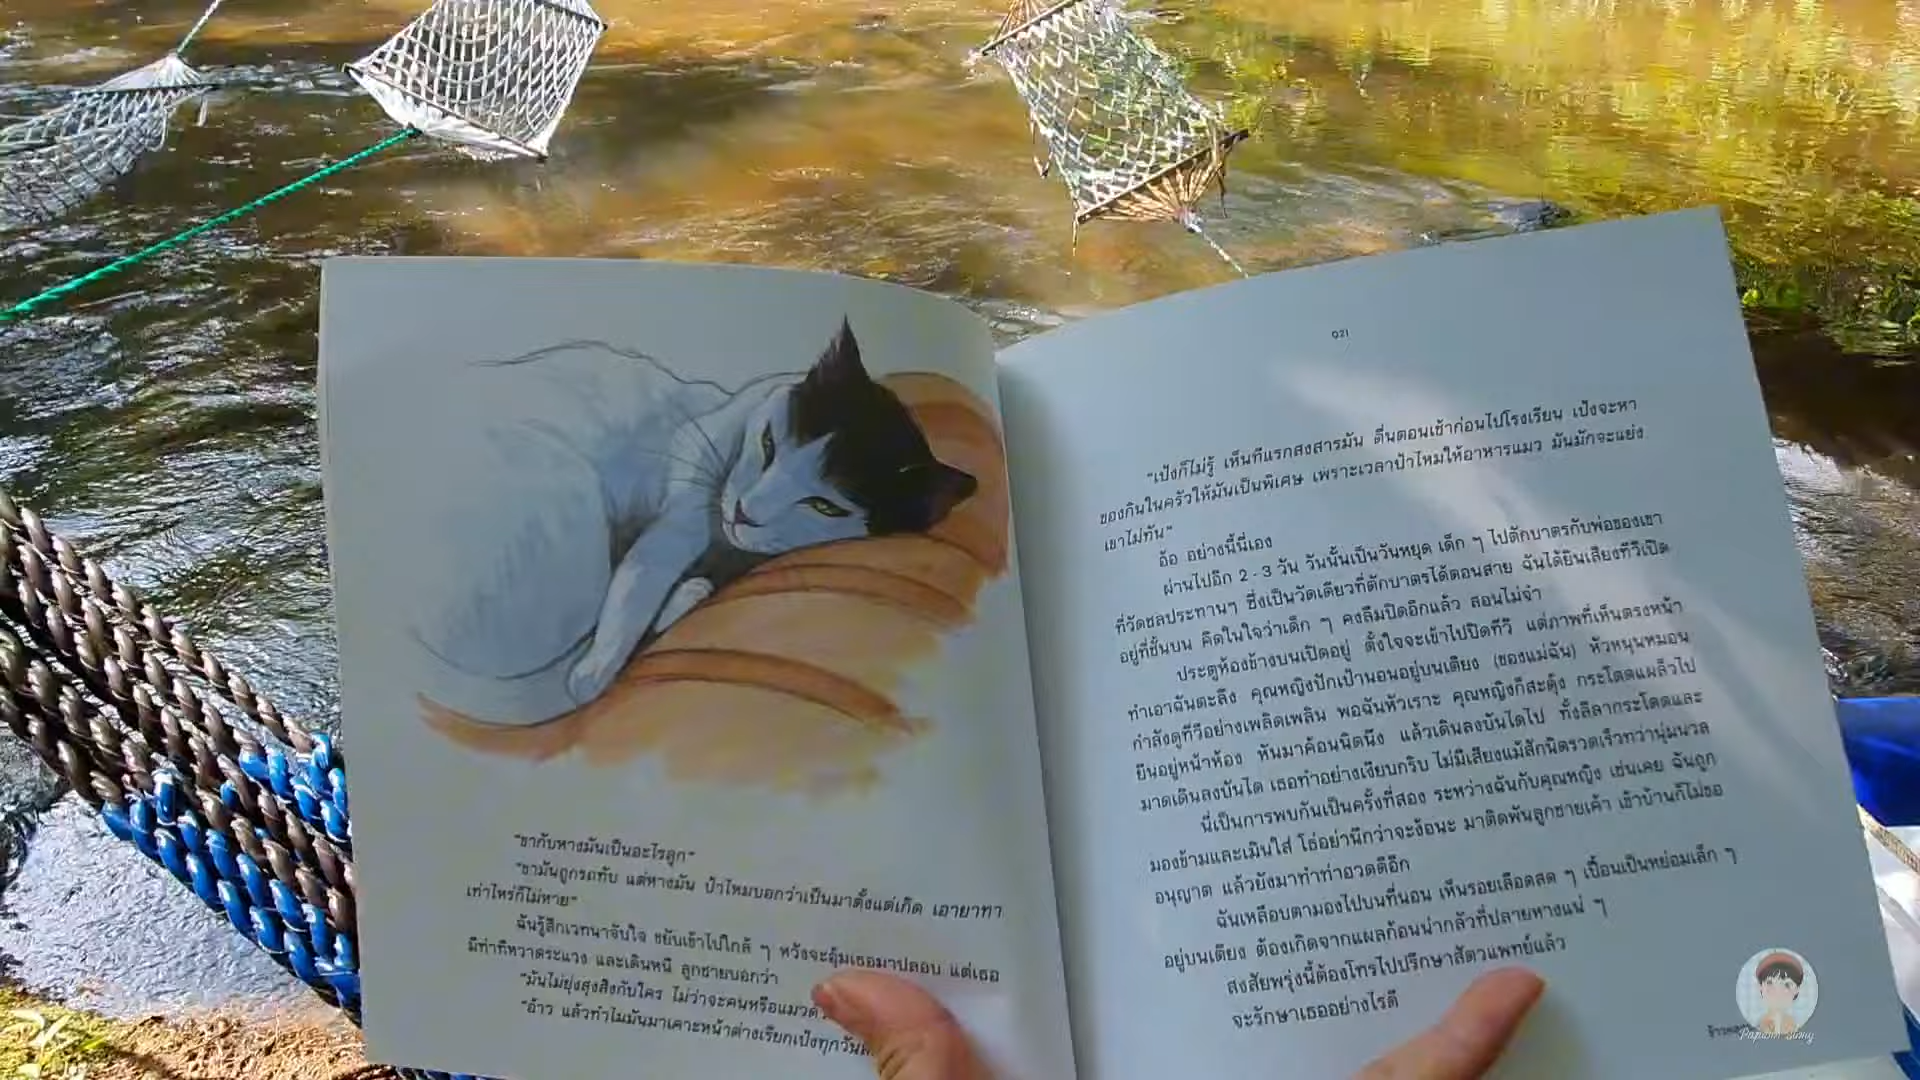 "ขากับหางมันเป็นอะไรลูก"
"ขามันถูกรถทับ แต่หางมัน ป้าไหมบอกว่าเป็นมาตั้งแต่เกิด เอายาทา
เท่าไหร่ก็ไม่หาย"
ฉันรู้สึกเวทนาจับใจ ขยับเข้าไปใกล้ ๆ หวังจะอุ้มเธอมาปลอบ แต่เธอ
มีท่าทีหวาดระแวง และเดินหนี ลูกชายบอกว่า
"มันไม่ยุ่งสุงสิงกับใคร ไม่ว่าจะคนหรือแมวด้
"อ้าว แล้วทำไมมันมาเคาะหน้าต่างเรียกเป้งทุกวัน
021
"เป้งก็ไม่รู้ เห็นทีแรกสงสารมัน ตื่นตอนเช้าก่อนไปโรงเรียน เป้งจะหา
ของกินในครัวให้มันเป็นพิเศษ เพราะเวลาป้าไหมให้อาหารแมว มันมักจะแย่ง
เขาไม่ทัน"
อ้อ อย่างนี้นี่เอง
ผ่านไปอีก 2 - 3 วัน วันนั้นเป็นวันหยุด เด็ก ๆ ไปตักบาตรกับพ่อของเขา
ที่วัดชลประทานฯ ซึ่งเป็นวัดเดียวที่ตักบาตรได้ตอนสาย ฉันได้ยินเสียงทีวีเปิด
อยู่ที่ชั้นบน คิดในใจว่าเด็ก ๆ คงลืมปิดอีกแล้ว สอนไม่จำ
ประตูห้องข้างบนเปิดอยู่ ตั้งใจจะเข้าไปปิดทีวี แต่ภาพที่เห็นตรงหน้า
ทำเอาฉันตะลึง คุณหญิงปักเป้านอนอยู่บนเตียง (ของแม่ฉัน) หัวหนุนหมอน
กำลังดูทีวีอย่างเพลิดเพลิน พอฉันหัวเราะ คุณหญิงก็สะดุ้ง กระโดดแผล็วไป
ยืนอยู่หน้าห้อง หันมาค้อนนิดนึง แล้วเดินลงบันไดไป ทั้งลีลากระโดดและ
มาดเดินลงบันได เธอทำอย่างเงียบกริบ ไม่มีเสียงแม้สักนิดรวดเร็วทว่านุ่มนวล
นี่เป็นการพบกันเป็นครั้งที่สอง ระหว่างฉันกับคุณหญิง เช่นเคย ฉันถูก
มองข้ามและเมินใส่ โธ่อย่านึกว่าจะง้อนะ มาติดพันลูกชายเค้า เข้าบ้านก็ไม่ขอ
อนุญาต แล้วยังมาทำท่าอวดดีอีก
ฉันเหลือบตามองไปบนที่นอน เห็นรอยเลือดสด ๆ เปื้อนเป็นหย่อมเล็ก ๆ
อยู่บนเตียง ต้องเกิดจากแผลก้อนน่ากลัวที่ปลายหางแน่ ๆ
สงสัยพรุ่งนี้ต้องโทรไปปรึกษาสัตวแพทย์แล้ว
จะรักษาเธออย่างไรดี